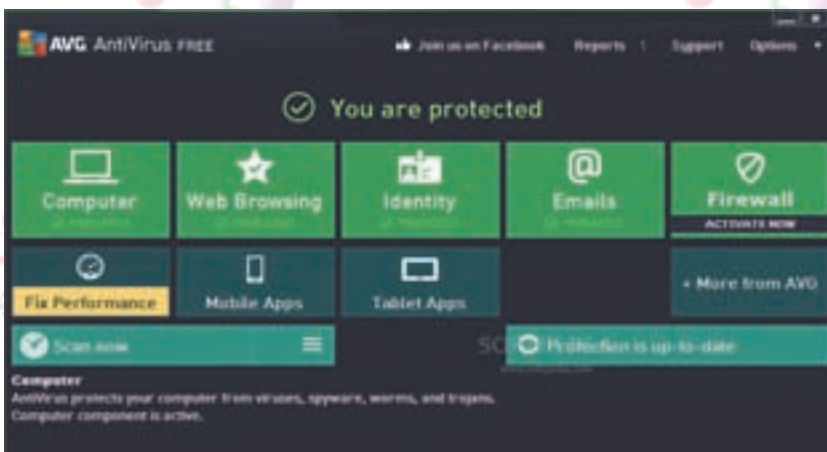 AVG AntiVirus FREE
Join us on Facebook Reports 1 Support Options
You are protected
Computer Web Browsing Identity Emails Firewall
ACTIVATE NOW
Fix Performance Mobile Apps Tablet Apps + More from AVG
Scan now Protection is up-to-date
Computer
AntiVirus protects your computer from viruses, spyware, worms, and trojans.
Computer component is active.